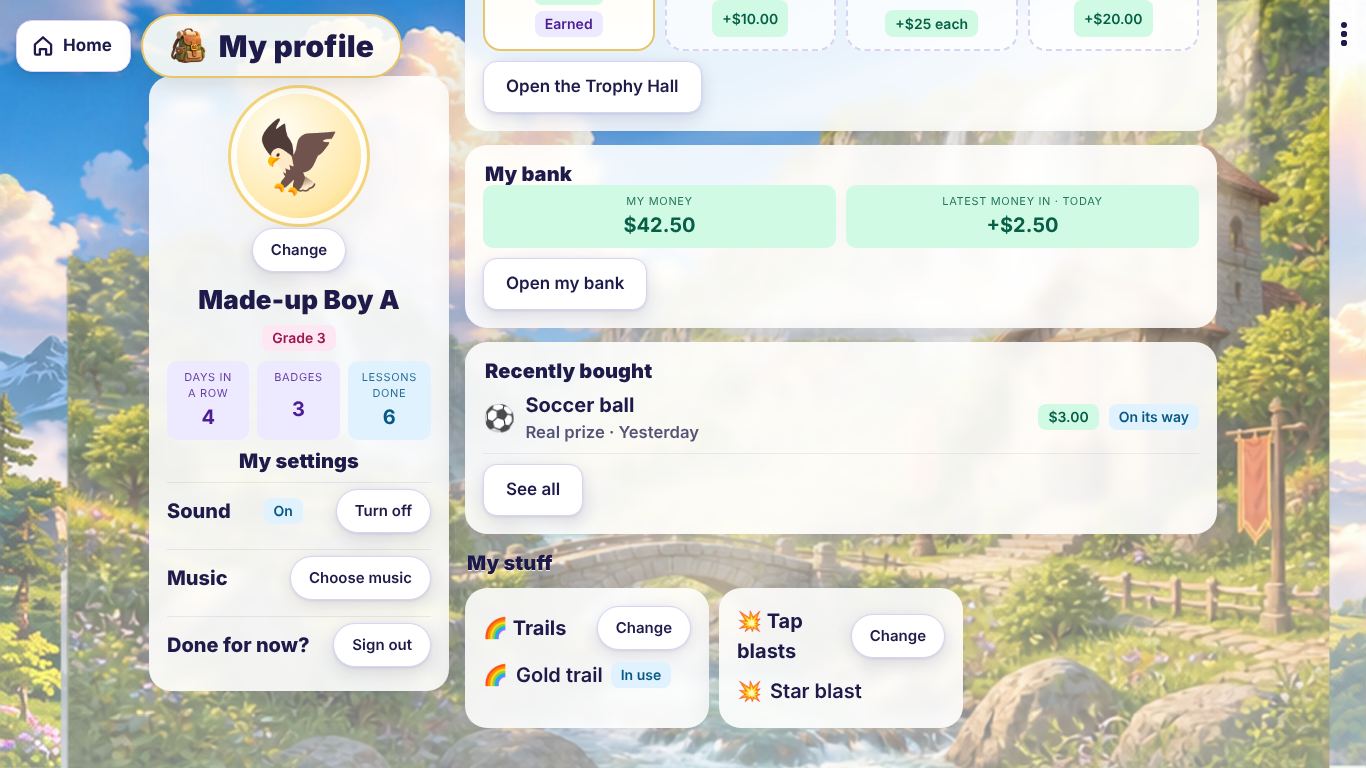 Home
My profile
Change
Made-up Boy A
Grade 3
DAYS IN
A ROW
4
BADGES
3
LESSONS
DONE
6
My settings
Sound
On
Turn off
Music
Choose music
Done for now?
Sign out
Earned
+$10.00
+$25 each
+$20.00
Open the Trophy Hall
My bank
MY MONEY
$42.50
LATEST MONEY IN · TODAY
+$2.50
Open my bank
Recently bought
Soccer ball
Real prize · Yesterday
$3.00
On its way
See all
My stuff
Trails
Change
Gold trail
In use
Tap
blasts
Change
Star blast